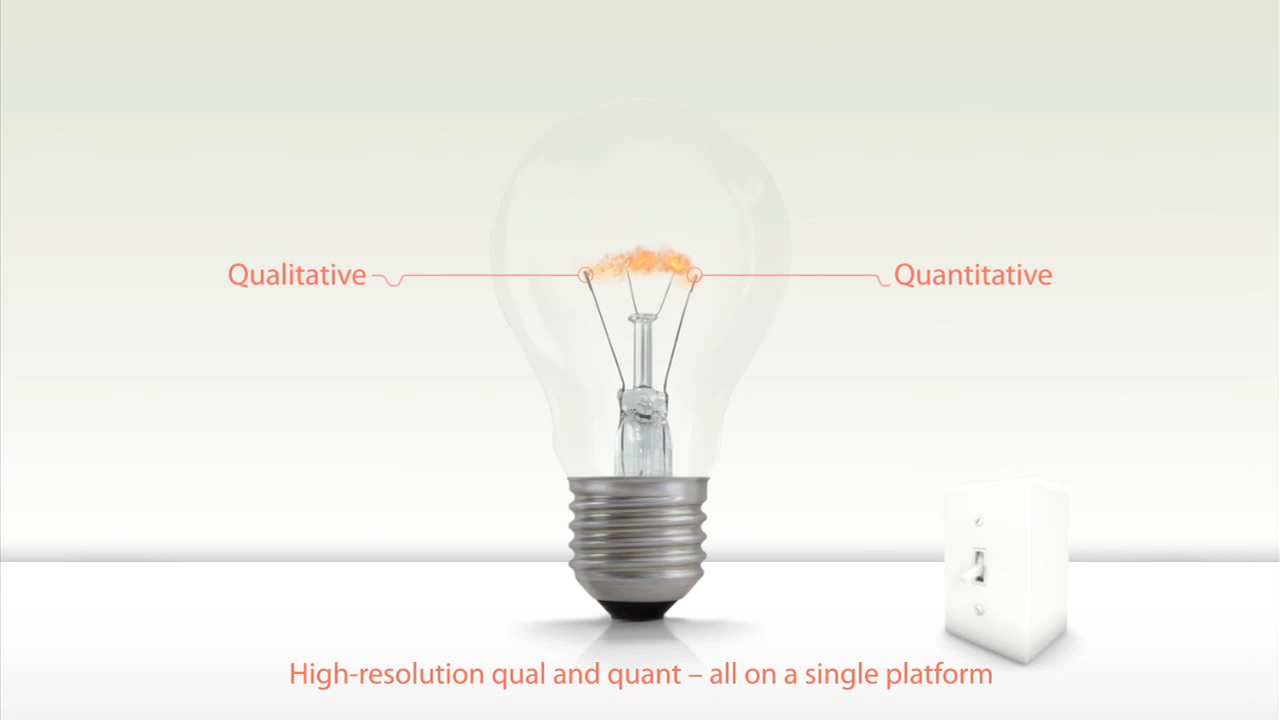 Qualitative
Quantitative
High-resolution qual and quant – all on a single platform